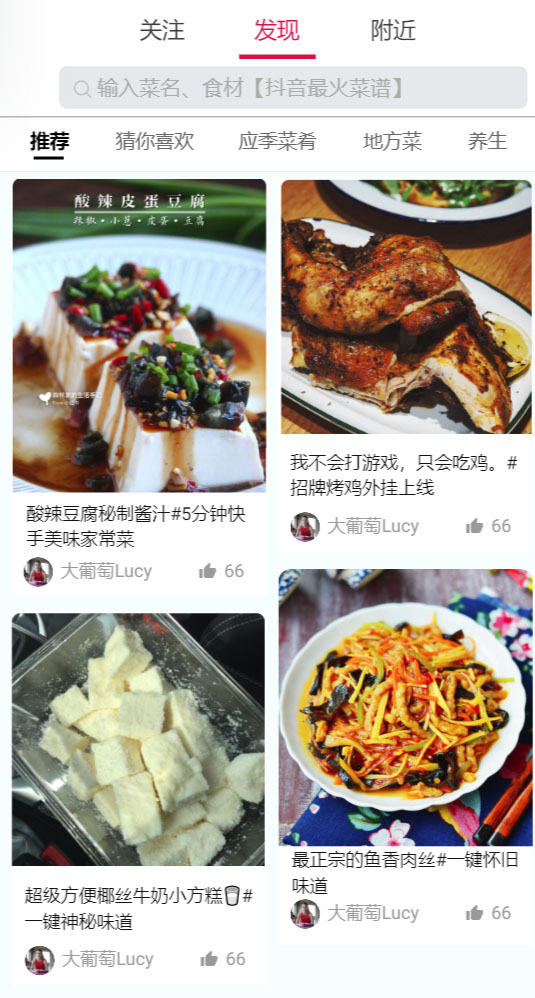 关注 发现 附近
输入菜名、食材【抖音最火菜谱】
推荐 猜你喜欢 应季菜肴 地方菜 养生
酸辣皮蛋豆腐
辣椒•小葱•皮蛋•豆腐
酸辣豆腐秘制酱汁#5分钟快
手美味家常菜
大葡萄Lucy 66
我不会打游戏，只会吃鸡。#
招牌烤鸡外挂上线
大葡萄Lucy 66
超级方便椰丝牛奶小方糕🥛#
一键神秘味道
大葡萄Lucy 66
最正宗的鱼香肉丝#一键怀旧
味道
大葡萄Lucy 66